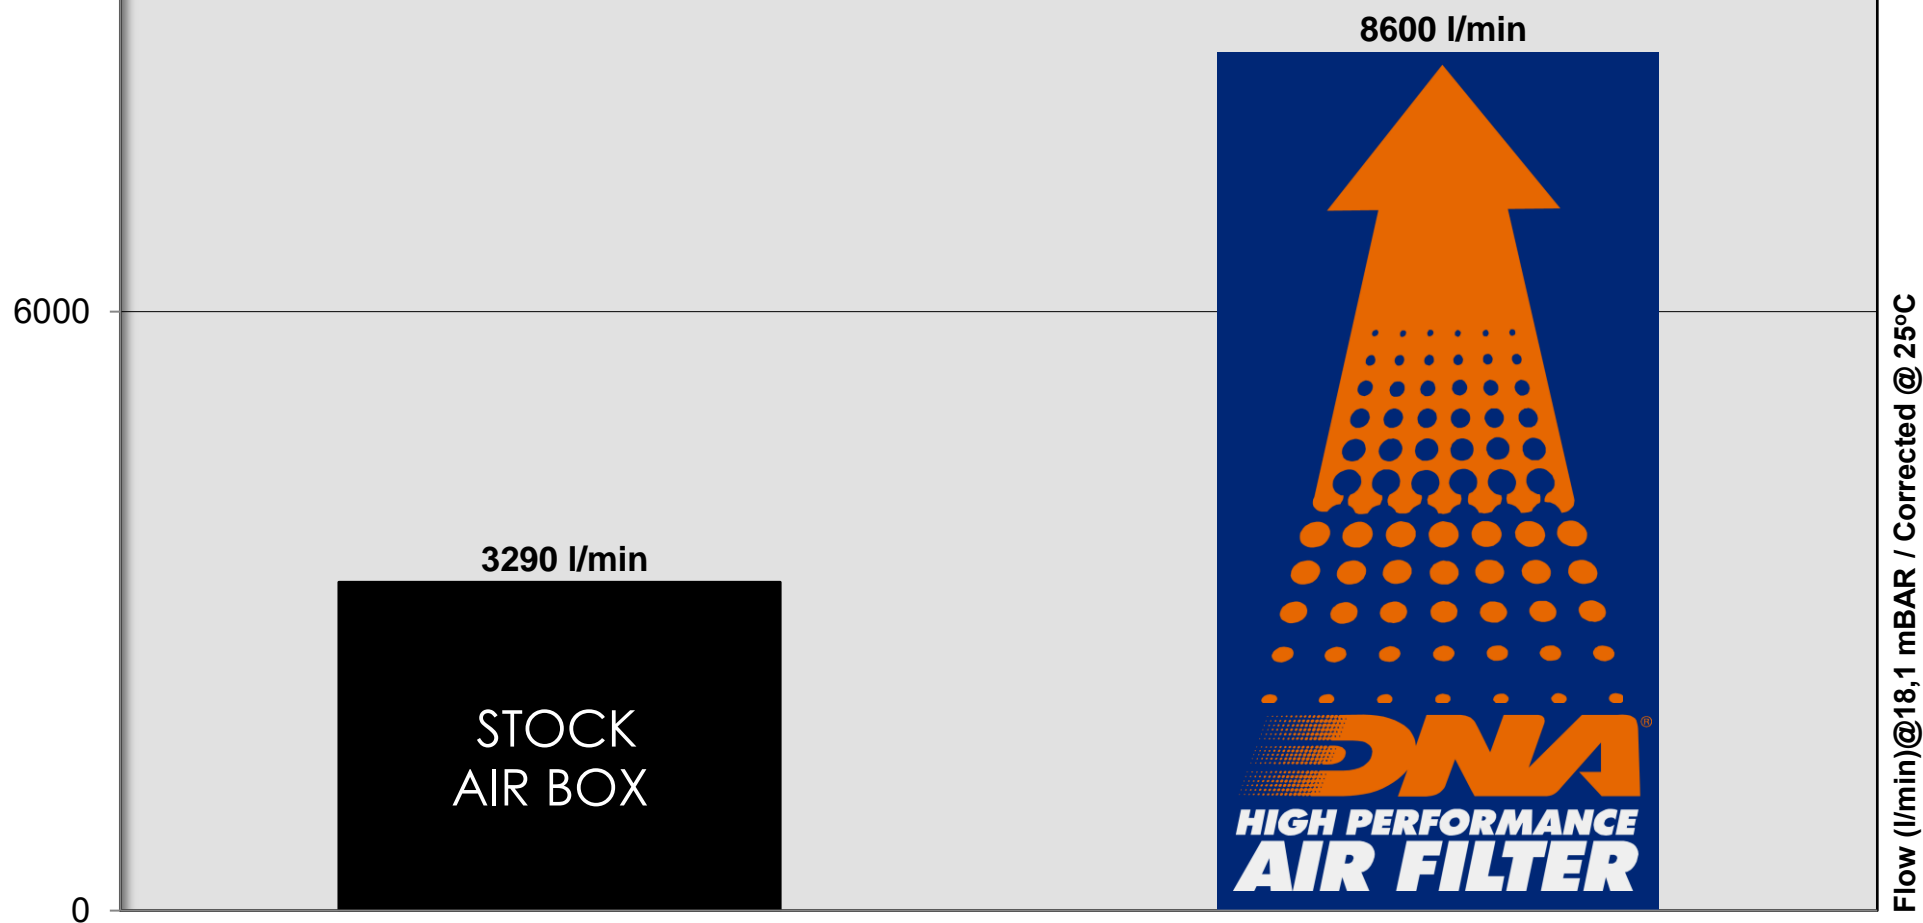 8600 l/min
6000
3290 l/min
STOCK
AIR BOX
DNA®
HIGH PERFORMANCE
AIR FILTER
0
Flow (l/min)@18,1 mBAR / Corrected @ 25ºC